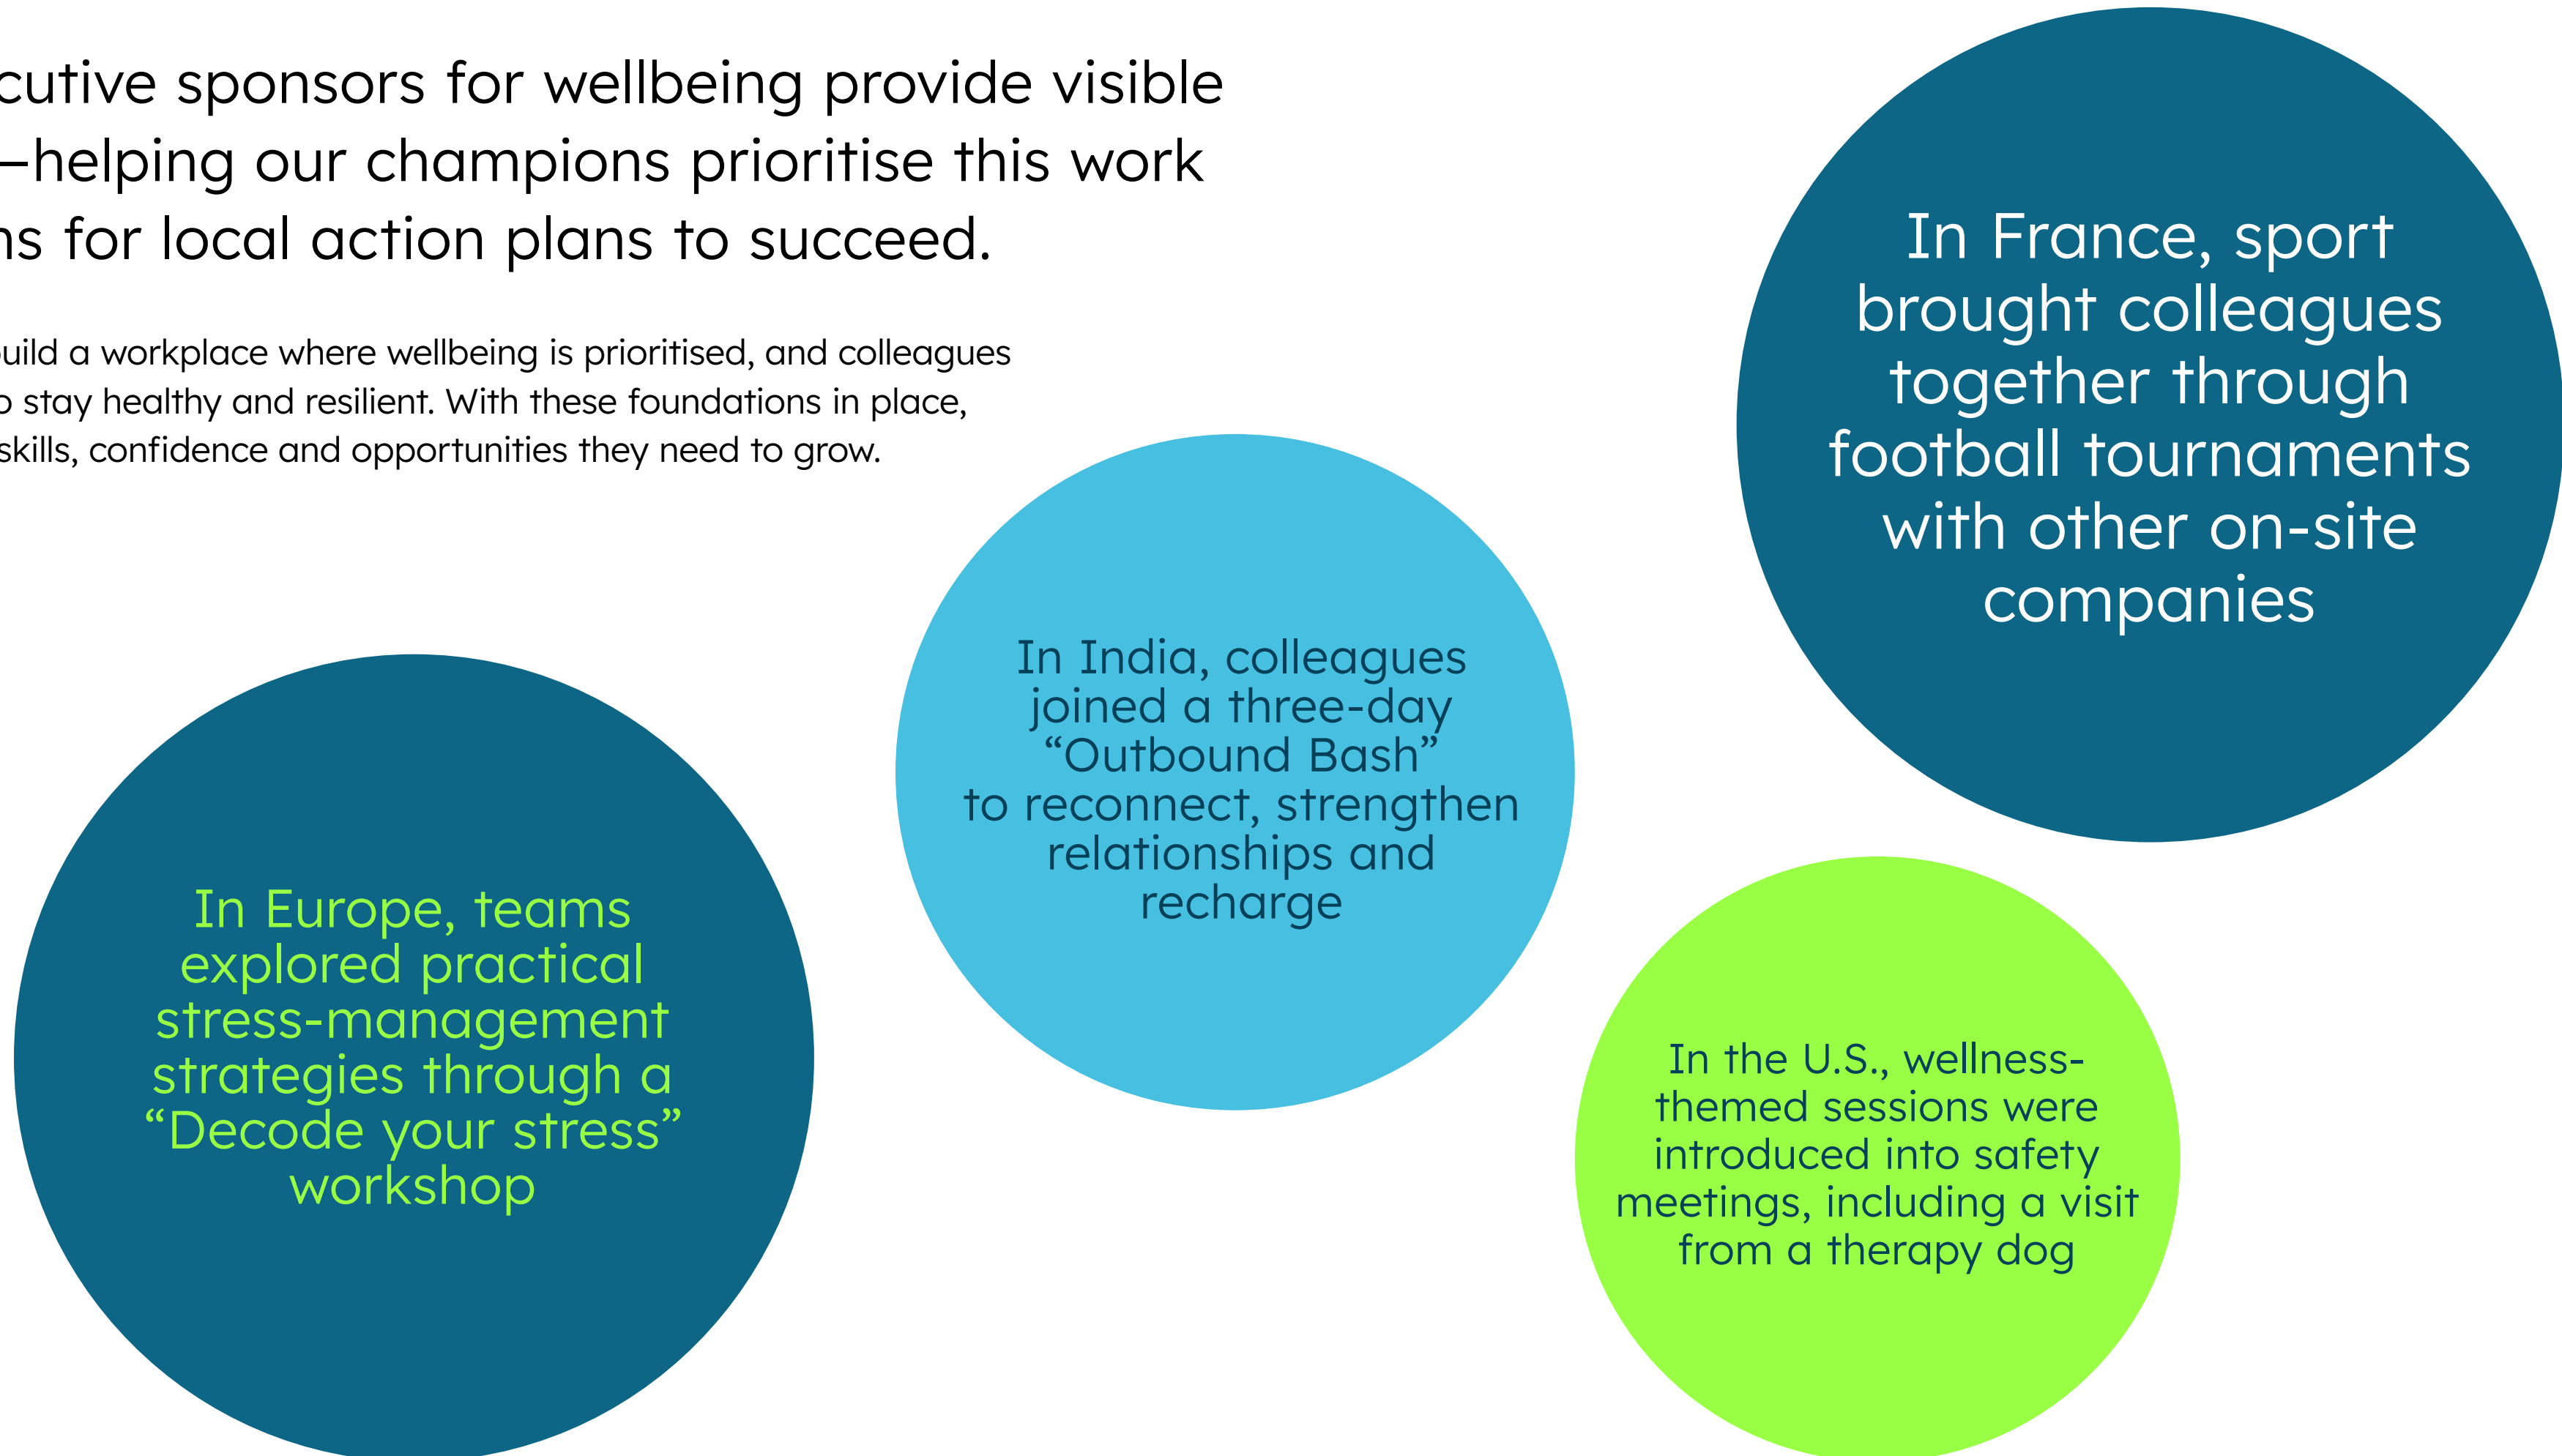 cutive sponsors for wellbeing provide visible
—helping our champions prioritise this work
ns for local action plans to succeed.
uild a workplace where wellbeing is prioritised, and colleagues
o stay healthy and resilient. With these foundations in place,
skills, confidence and opportunities they need to grow.
In France, sport
brought colleagues
together through
football tournaments
with other on-site
companies
In India, colleagues
joined a three-day
“Outbound Bash”
to reconnect, strengthen
relationships and
recharge
In Europe, teams
explored practical
stress-management
strategies through a
“Decode your stress”
workshop
In the U.S., wellness-
themed sessions were
introduced into safety
meetings, including a visit
from a therapy dog